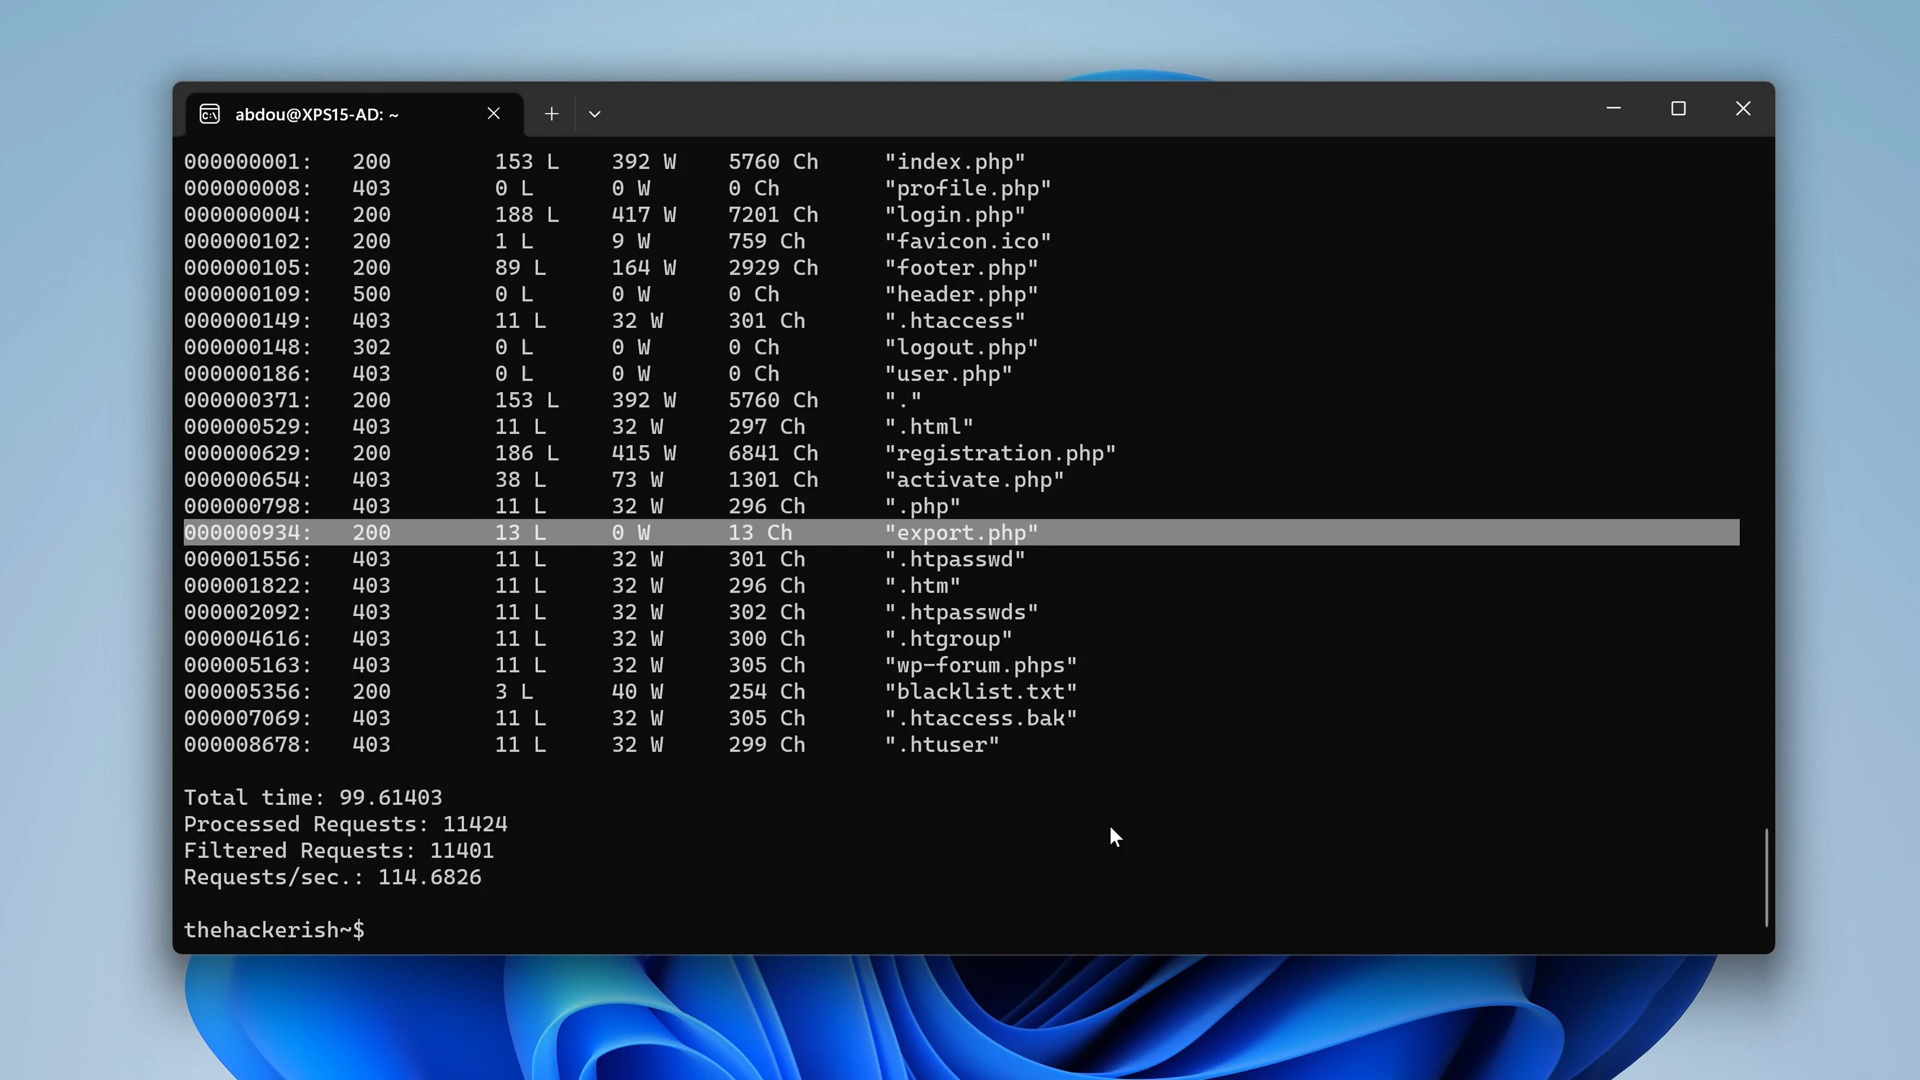 abdou@XPS15-AD: ~
000000001: 200 153 L 392 W 5760 Ch "index.php"
000000008: 403 0 L 0 W 0 Ch "profile.php"
000000004: 200 188 L 417 W 7201 Ch "login.php"
000000102: 200 1 L 9 W 759 Ch "favicon.ico"
000000105: 200 89 L 164 W 2929 Ch "footer.php"
000000109: 500 0 L 0 W 0 Ch "header.php"
000000149: 403 11 L 32 W 301 Ch ".htaccess"
000000148: 302 0 L 0 W 0 Ch "logout.php"
000000186: 403 0 L 0 W 0 Ch "user.php"
000000371: 200 153 L 392 W 5760 Ch "."
000000529: 403 11 L 32 W 297 Ch ".html"
000000629: 200 186 L 415 W 6841 Ch "registration.php"
000000654: 403 38 L 73 W 1301 Ch "activate.php"
000000798: 403 11 L 32 W 296 Ch ".php"
000000934: 200 13 L 0 W 13 Ch "export.php"
000001556: 403 11 L 32 W 301 Ch ".htpasswd"
000001822: 403 11 L 32 W 296 Ch ".htm"
000002092: 403 11 L 32 W 302 Ch ".htpasswds"
000004616: 403 11 L 32 W 300 Ch ".htgroup"
000005163: 403 11 L 32 W 305 Ch "wp-forum.phps"
000005356: 200 3 L 40 W 254 Ch "blacklist.txt"
000007069: 403 11 L 32 W 305 Ch ".htaccess.bak"
000008678: 403 11 L 32 W 299 Ch ".htuser"
Total time: 99.61403
Processed Requests: 11424
Filtered Requests: 11401
Requests/sec.: 114.6826
thehackerish~$